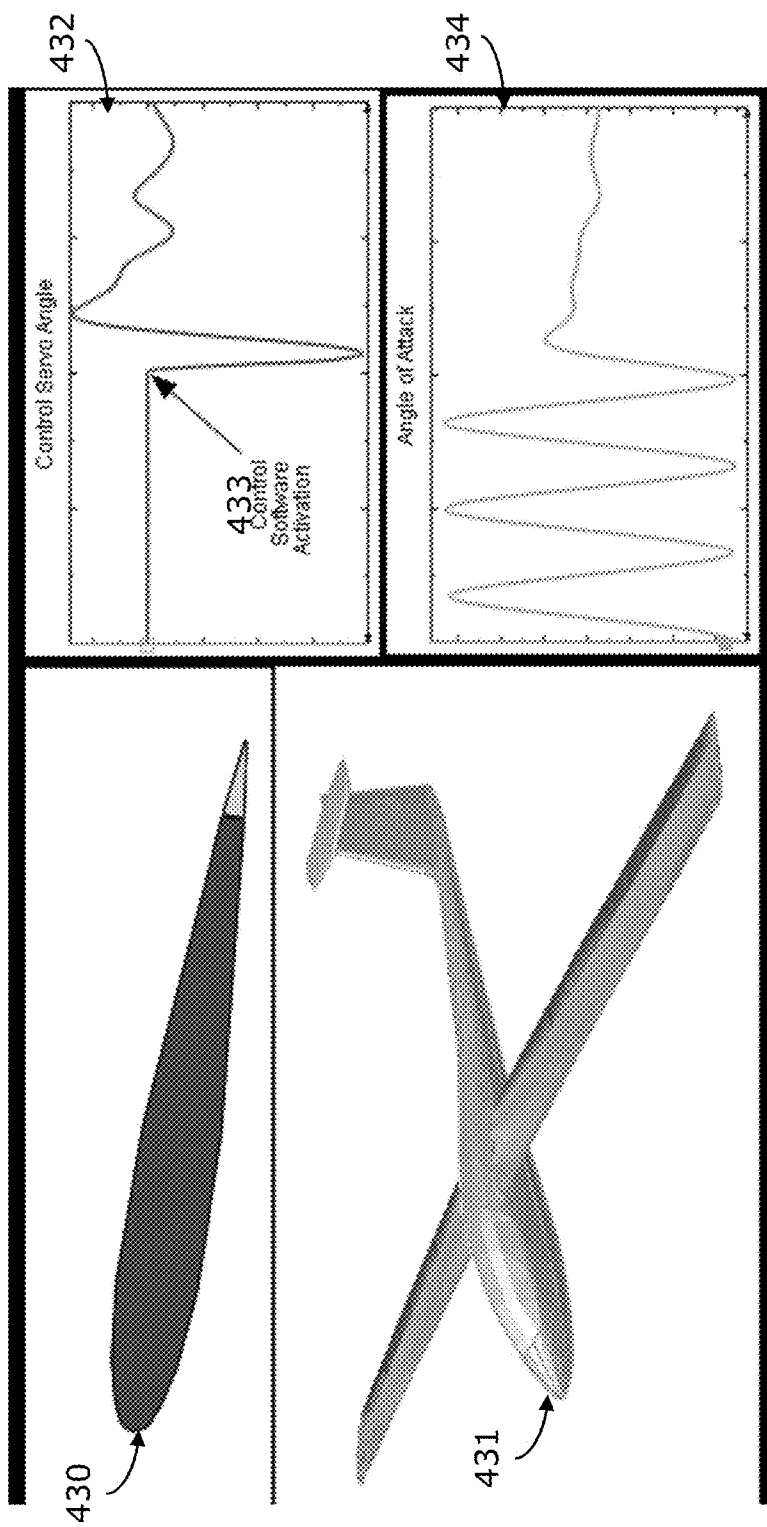 430
431
Control Servo Angle
432
433
Control
Software
Activation
Angle of Attack
434